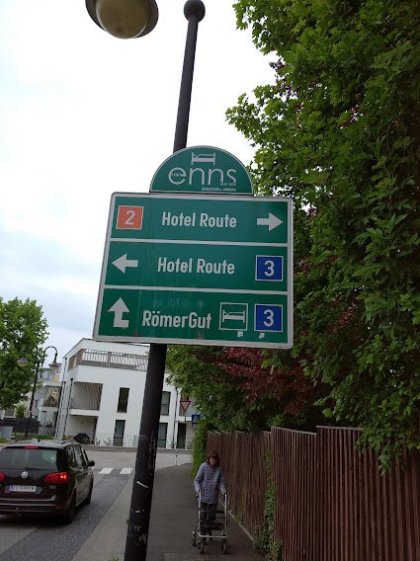 enns
2 Hotel Route
Hotel Route 3
RömerGut 3